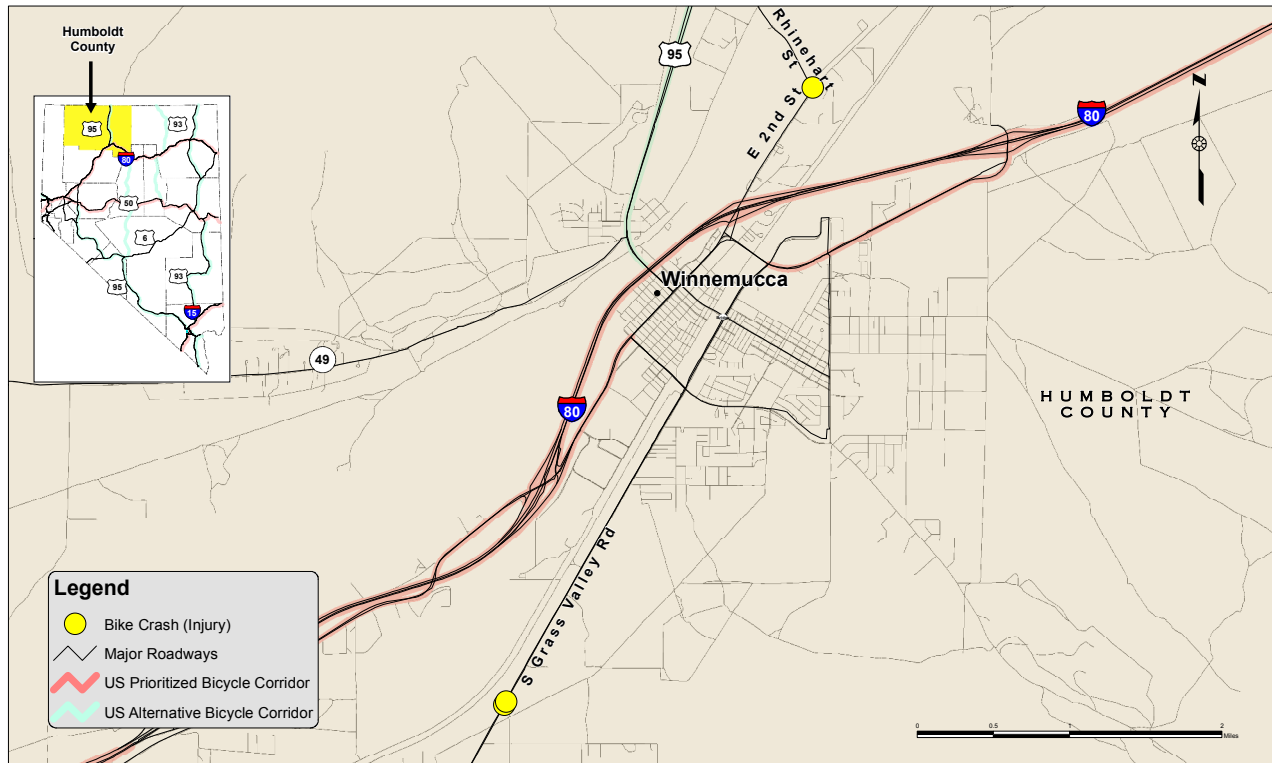 Humboldt
County
95
93
80
50
6
93
95
15
95
Rhinehart
St
E 2nd St
80
N
Winnemucca
49
80
HUMBOLDT
COUNTY
S Grass Valley Rd
Legend
Bike Crash (Injury)
Major Roadways
US Prioritized Bicycle Corridor
US Alternative Bicycle Corridor
0 0.5 1 2
Miles